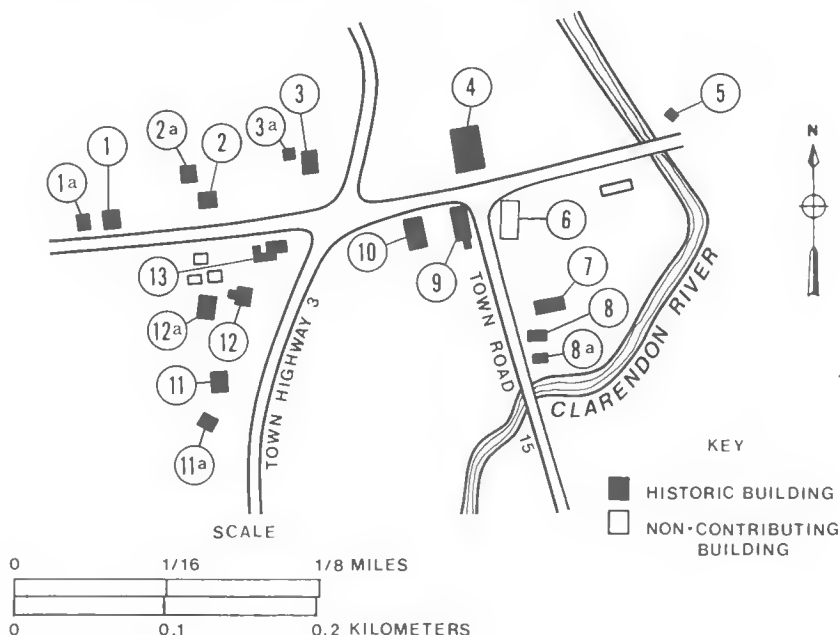 4
5
3
3a
2a
2
1
1a
N
6
13
10
9
7
12a
12
8
8a
11
11a
TOWN HIGHWAY 3
TOWN ROAD 15
CLARENDON RIVER
KEY
HISTORIC BUILDING
NON-CONTRIBUTING
BUILDING
SCALE
0 1/16 1/8 MILES
0 0.1 0.2 KILOMETERS